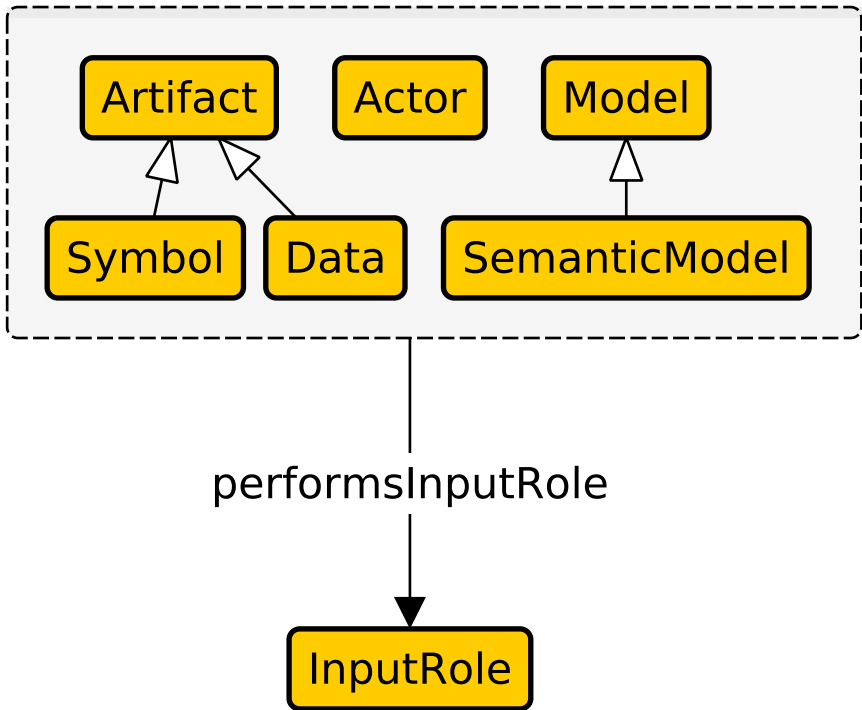 Artifact
Actor
Model
Symbol
Data
SemanticModel
performsInputRole
InputRole